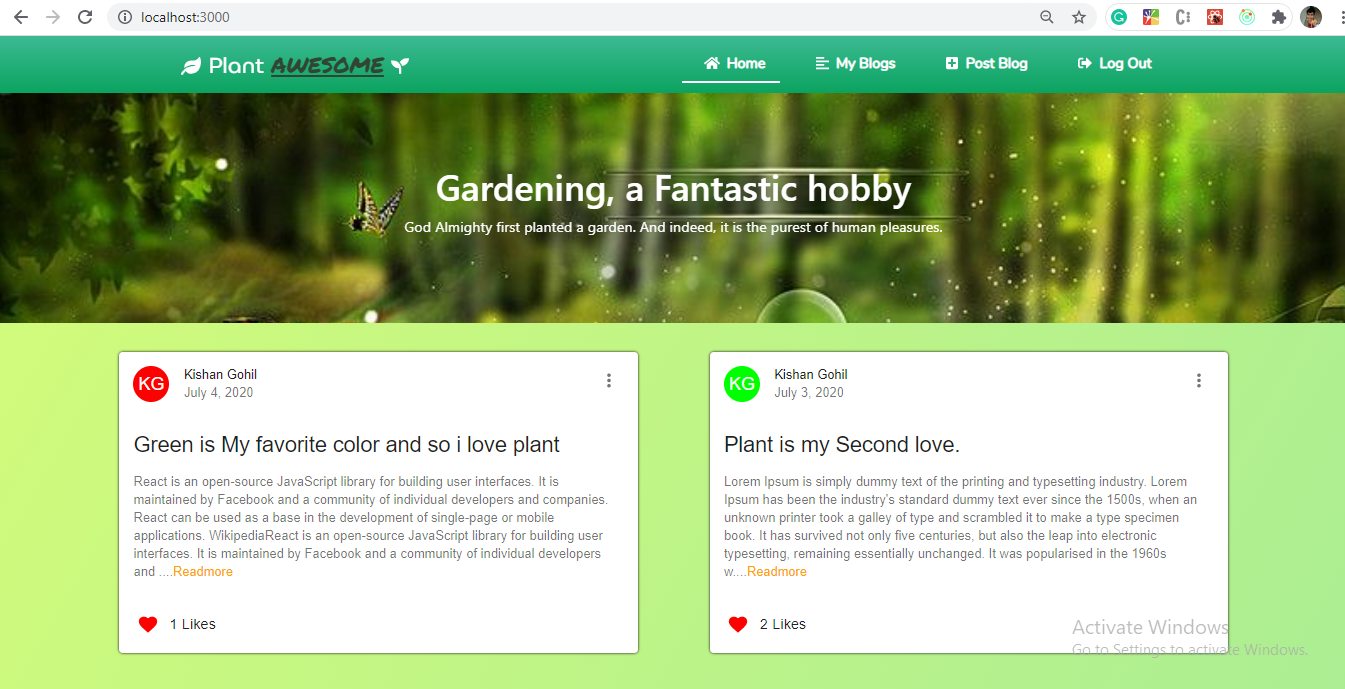 localhost:3000
Plant AWESOME
Home
My Blogs
Post Blog
Log Out
Gardening, a Fantastic hobby
God Almighty first planted a garden. And indeed, it is the purest of human pleasures.
KG
Kishan Gohil
July 4, 2020
Green is My favorite color and so i love plant
React is an open-source JavaScript library for building user interfaces. It is
maintained by Facebook and a community of individual developers and companies.
React can be used as a base in the development of single-page or mobile
applications. WikipediaReact is an open-source JavaScript library for building user
interfaces. It is maintained by Facebook and a community of individual developers
and ....Readmore
1 Likes
KG
Kishan Gohil
July 3, 2020
Plant is my Second love.
Lorem Ipsum is simply dummy text of the printing and typesetting industry. Lorem
Ipsum has been the industry's standard dummy text ever since the 1500s, when an
unknown printer took a galley of type and scrambled it to make a type specimen
book. It has survived not only five centuries, but also the leap into electronic
typesetting, remaining essentially unchanged. It was popularised in the 1960s
w....Readmore
2 Likes
Activate Windows
Go to Settings to activate Windows.